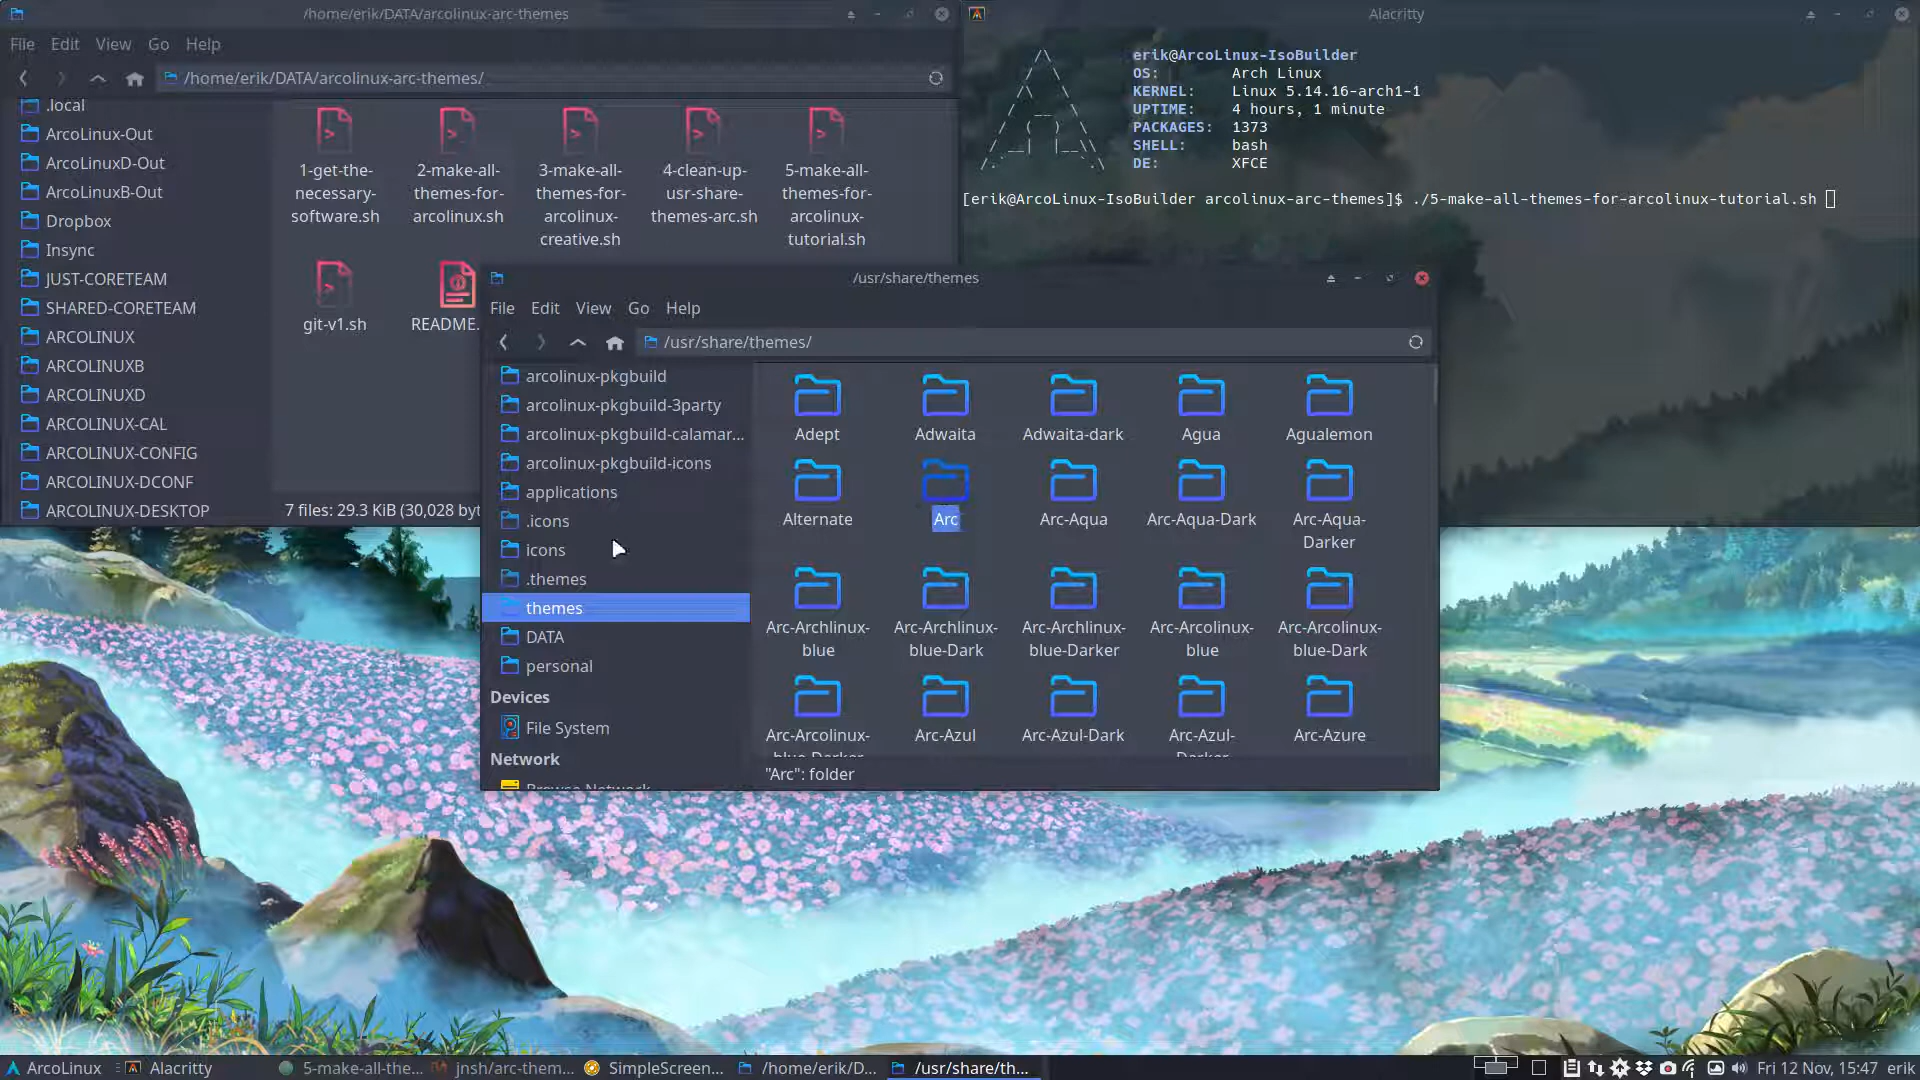 /home/erik/DATA/arcolinux-arc-themes
File Edit View Go Help
/home/erik/DATA/arcolinux-arc-themes/
.local
ArcoLinux-Out
ArcoLinuxD-Out
ArcoLinuxB-Out
Dropbox
Insync
JUST-CORETEAM
SHARED-CORETEAM
ARCOLINUX
ARCOLINUXB
ARCOLINUXD
ARCOLINUX-CAL
ARCOLINUX-CONFIG
ARCOLINUX-DCONF
ARCOLINUX-DESKTOP
1-get-the-
necessary-
software.sh
2-make-all-
themes-for-
arcolinux.sh
3-make-all-
themes-for-
arcolinux-
creative.sh
4-clean-up-
usr-share-
themes-arc.sh
5-make-all-
themes-for-
arcolinux-
tutorial.sh
git-v1.sh
README.
7 files: 29.3 KiB (30,028 byt
Alacritty
erik@ArcoLinux-IsoBuilder
OS: Arch Linux
KERNEL: Linux 5.14.16-arch1-1
UPTIME: 4 hours, 1 minute
PACKAGES: 1373
SHELL: bash
DE: XFCE
[erik@ArcoLinux-IsoBuilder arcolinux-arc-themes]$ ./5-make-all-themes-for-arcolinux-tutorial.sh
/usr/share/themes
File Edit View Go Help
/usr/share/themes/
arcolinux-pkgbuild
arcolinux-pkgbuild-3party
arcolinux-pkgbuild-calamar...
arcolinux-pkgbuild-icons
applications
.icons
icons
.themes
themes
DATA
personal
Devices
File System
Network
Browse Network
Adept
Adwaita
Adwaita-dark
Agua
Agualemon
Alternate
Arc
Arc-Aqua
Arc-Aqua-Dark
Arc-Aqua-
Darker
Arc-Archlinux-
blue
Arc-Archlinux-
blue-Dark
Arc-Archlinux-
blue-Darker
Arc-Arcolinux-
blue
Arc-Arcolinux-
blue-Dark
Arc-Arcolinux-
blue-Darker
Arc-Azul
Arc-Azul-Dark
Arc-Azul-
Darker
Arc-Azure
"Arc": folder
ArcoLinux
Alacritty
5-make-all-the...
jnsh/arc-them...
SimpleScreen...
/home/erik/D...
/usr/share/th...
Fri 12 Nov, 15:47
erik